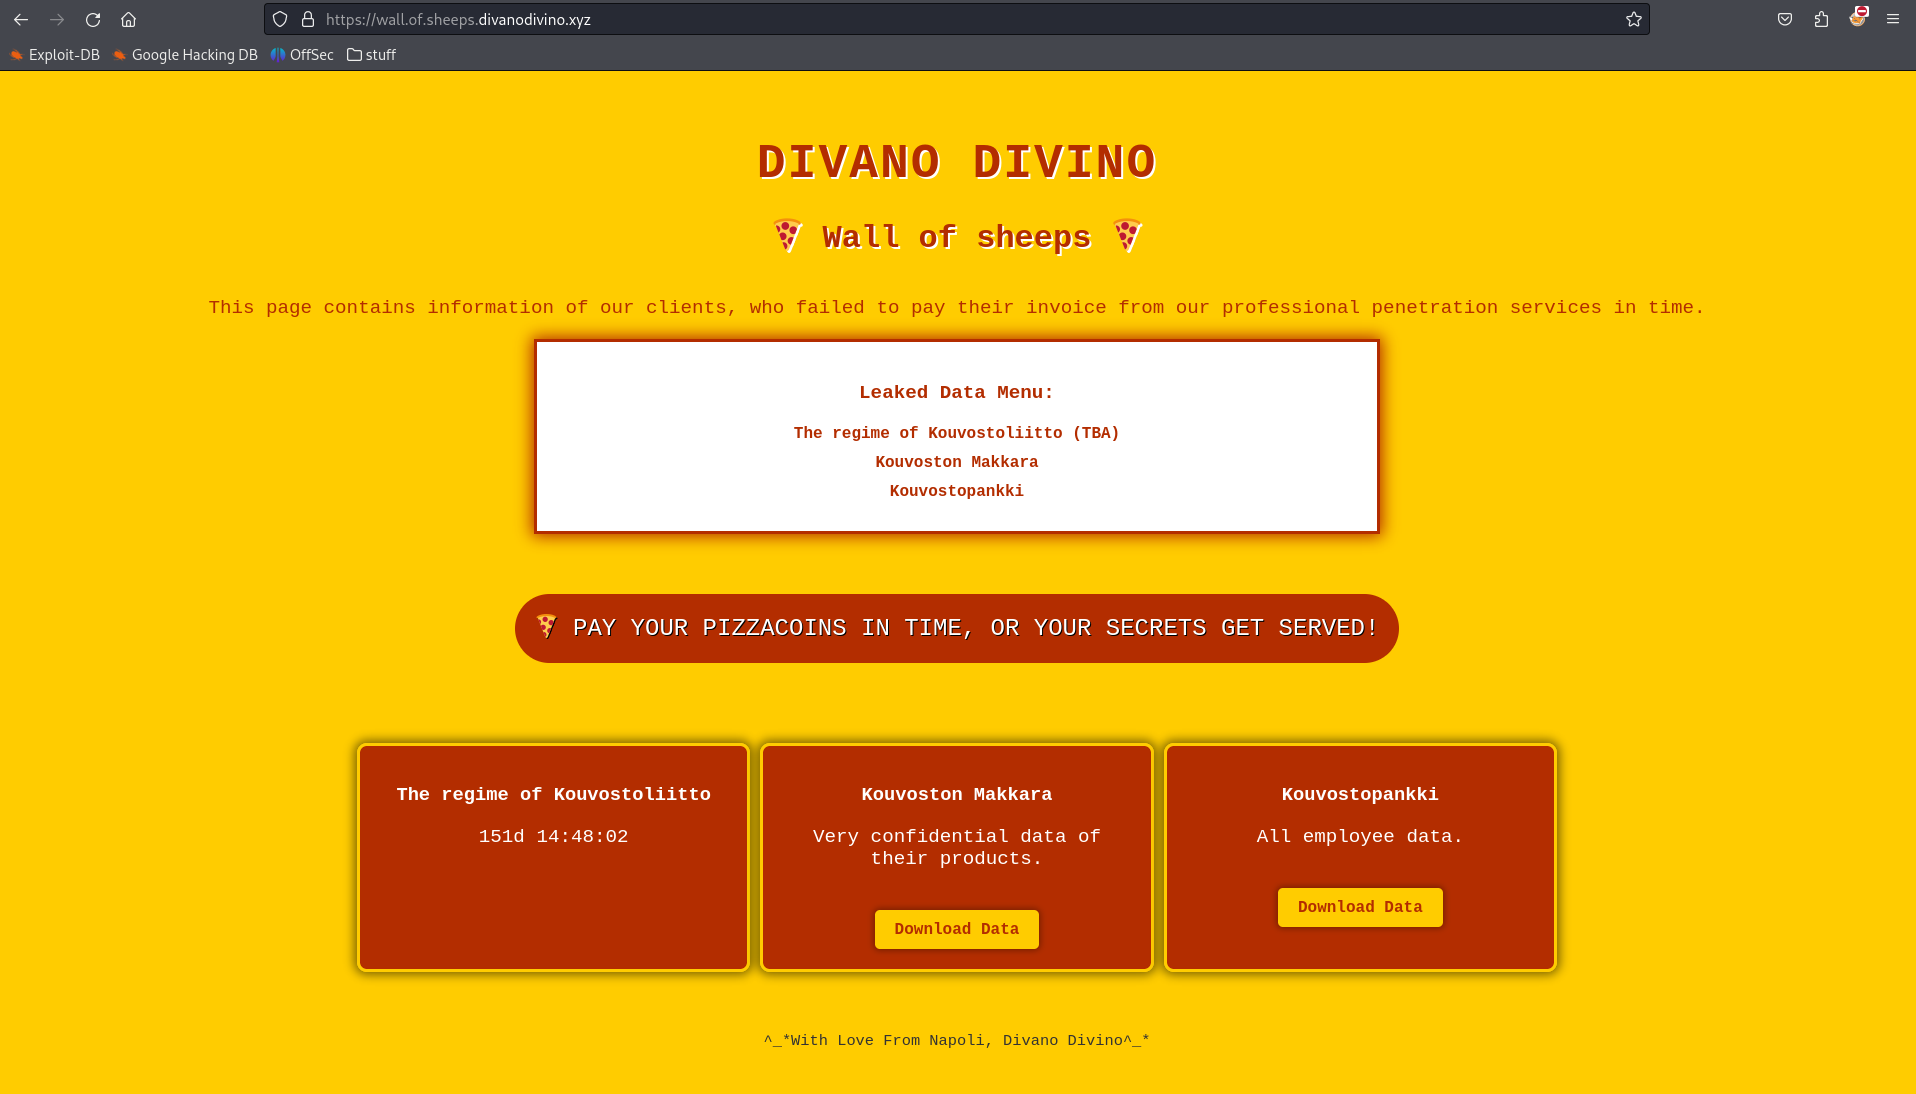 https://wall.of.sheeps.divanodivino.xyz
Exploit-DB Google Hacking DB OffSec stuff
DIVANO DIVINO
🍕 Wall of sheeps 🍕
This page contains information of our clients, who failed to pay their invoice from our professional penetration services in time.
Leaked Data Menu:
The regime of Kouvostoliitto (TBA)
Kouvoston Makkara
Kouvostopankki
🍕 PAY YOUR PIZZACOINS IN TIME, OR YOUR SECRETS GET SERVED!
The regime of Kouvostoliitto
151d 14:48:02
Kouvoston Makkara
Very confidential data of
their products.
Download Data
Kouvostopankki
All employee data.
Download Data
^_*With Love From Napoli, Divano Divino^_*